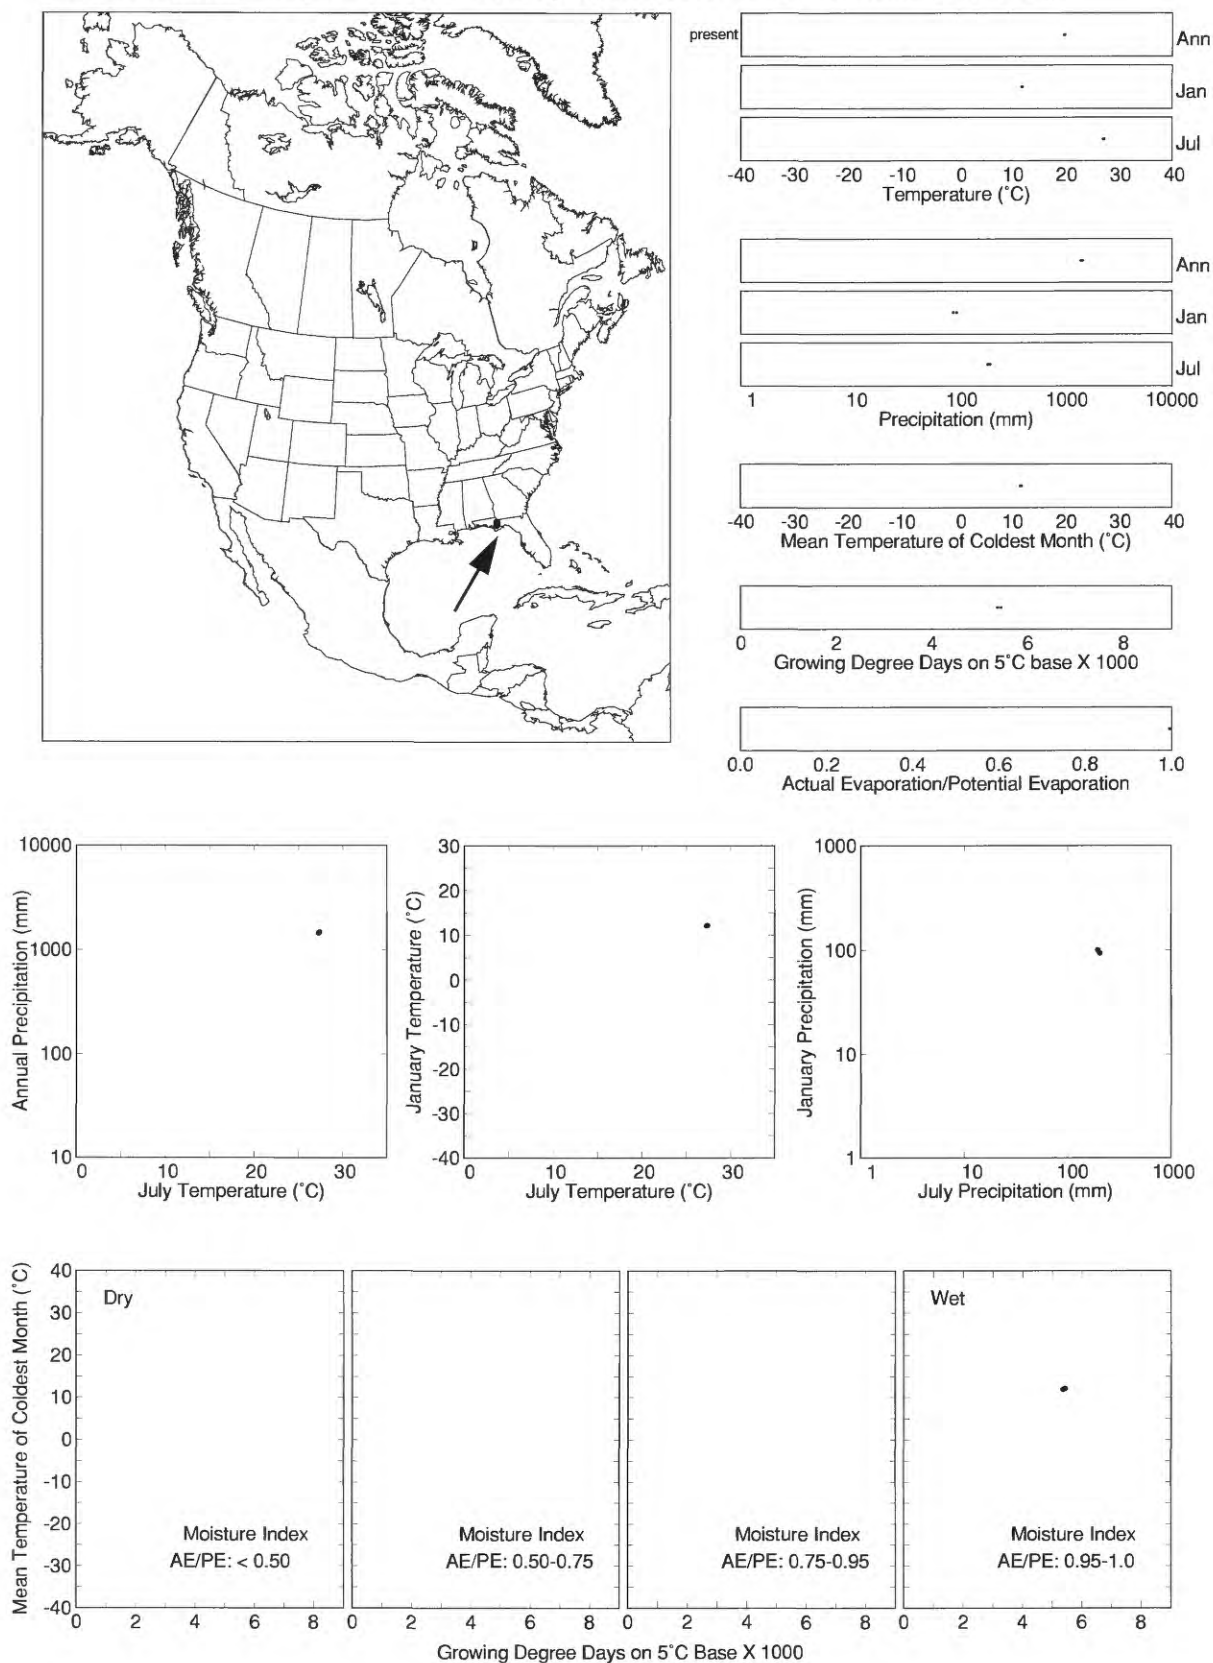 present
Ann
Jan
Jul
-40 -30 -20 -10 0 10 20 30 40
Temperature (˚C)
Ann
Jan
Jul
1 10 100 1000 10000
Precipitation (mm)
-40 -30 -20 -10 0 10 20 30 40
Mean Temperature of Coldest Month (˚C)
0 2 4 6 8
Growing Degree Days on 5˚C base X 1000
0.0 0.2 0.4 0.6 0.8 1.0
Actual Evaporation/Potential Evaporation
Annual Precipitation (mm)
10000
1000
100
10
0 10 20 30
July Temperature (˚C)
January Temperature (˚C)
30
20
10
0
-10
-20
-30
-40
0 10 20 30
July Temperature (˚C)
January Precipitation (mm)
1000
100
10
1
1 10 100 1000
July Precipitation (mm)
Mean Temperature of Coldest Month (˚C)
40
30
20
10
0
-10
-20
-30
-40
Dry
Moisture Index
AE/PE: < 0.50
0 2 4 6 8
Moisture Index
AE/PE: 0.50-0.75
0 2 4 6 8
Moisture Index
AE/PE: 0.75-0.95
0 2 4 6 8
Wet
Moisture Index
AE/PE: 0.95-1.0
0 2 4 6 8
Growing Degree Days on 5˚C Base X 1000